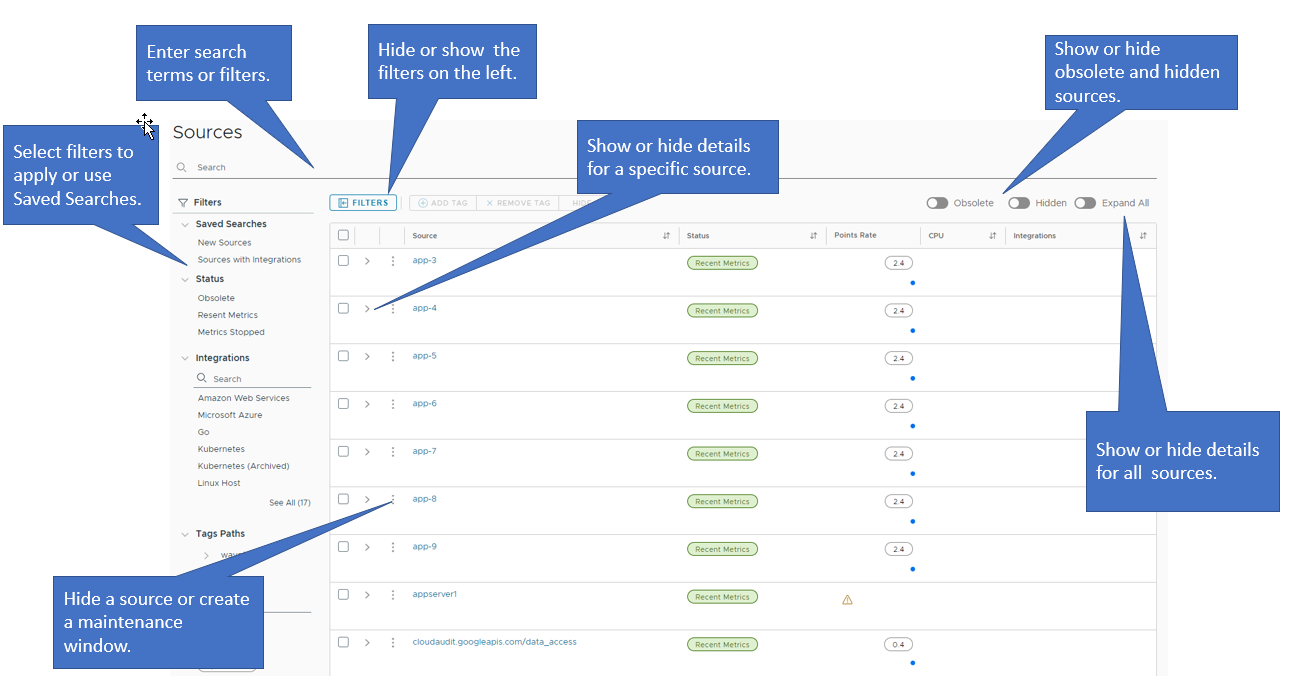 Enter search
terms or filters.
Hide or show the
filters on the left.
Show or hide
obsolete and hidden
sources.
Select filters to
apply or use
Saved Searches.
Sources
Show or hide details
for a specific source.
Search
Filters
FILTERS
ADD TAG
REMOVE TAG
Obsolete
Hidden
Expand All
Saved Searches
New Sources
Sources with Integrations
Status
Obsolete
Resent Metrics
Metrics Stopped
Integrations
Search
Amazon Web Services
Microsoft Azure
Go
Kubernetes
Kubernetes (Archived)
Linux Host
See All (17)
Tags Paths
Source Status Points Rate CPU Integrations
app-3 Recent Metrics 2.4
app-4 Recent Metrics 2.4
app-5 Recent Metrics 2.4
app-6 Recent Metrics 2.4
app-7 Recent Metrics 2.4
app-8 Recent Metrics 2.4
app-9 Recent Metrics 2.4
appserver1 Recent Metrics
cloudaudit.googleapis.com/data_access Recent Metrics 0.4
Show or hide details
for all sources.
Hide a source or create
a maintenance
window.